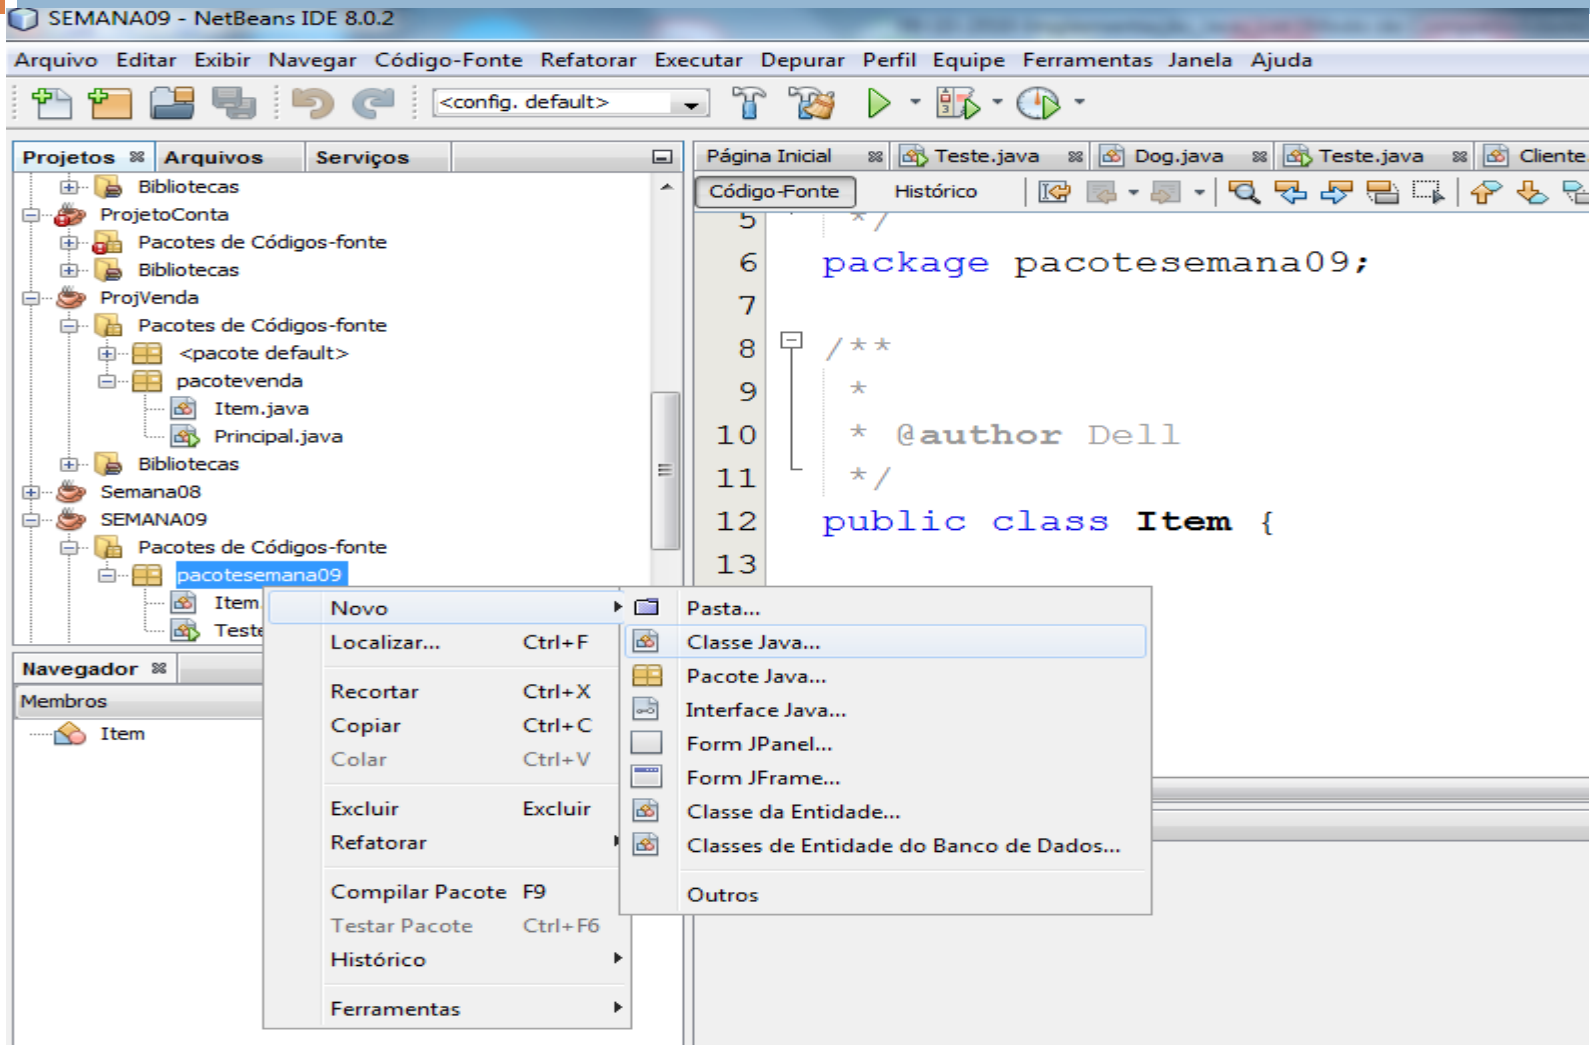 SEMANA09 - NetBeans IDE 8.0.2
Arquivo Editar Exibir Navegar Código-Fonte Refatorar Executar Depurar Perfil Equipe Ferramentas Janela Ajuda
<config. default>
Projetos Arquivos Serviços
Bibliotecas
ProjetoConta
Pacotes de Códigos-fonte
Bibliotecas
ProjVenda
Pacotes de Códigos-fonte
<pacote default>
pacotevenda
Item.java
Principal.java
Bibliotecas
Semana08
SEMANA09
Pacotes de Códigos-fonte
pacotesemana09
Item.
Teste
Navegador
Membros
Item
Página Inicial Teste.java Dog.java Teste.java Cliente.
Código-Fonte Histórico
5 */
6 package pacotesemana09;
7
8 /**
9 *
10 * @author Dell
11 */
12 public class Item {
13
Novo
Localizar... Ctrl+F
Recortar Ctrl+X
Copiar Ctrl+C
Colar Ctrl+V
Excluir Excluir
Refatorar
Compilar Pacote F9
Testar Pacote Ctrl+F6
Histórico
Ferramentas
Pasta...
Classe Java...
Pacote Java...
Interface Java...
Form JPanel...
Form JFrame...
Classe da Entidade...
Classes de Entidade do Banco de Dados...
Outros